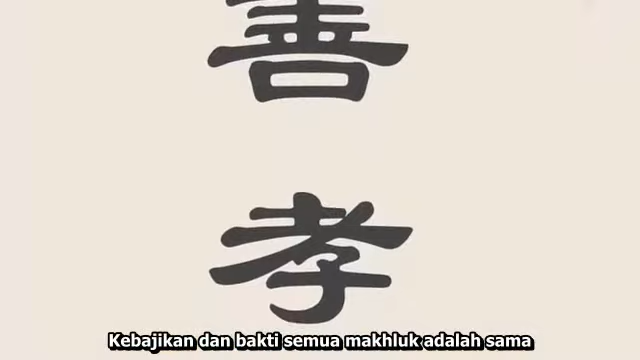 善
孝
Kebajikan dan bakti semua makhluk adalah sama